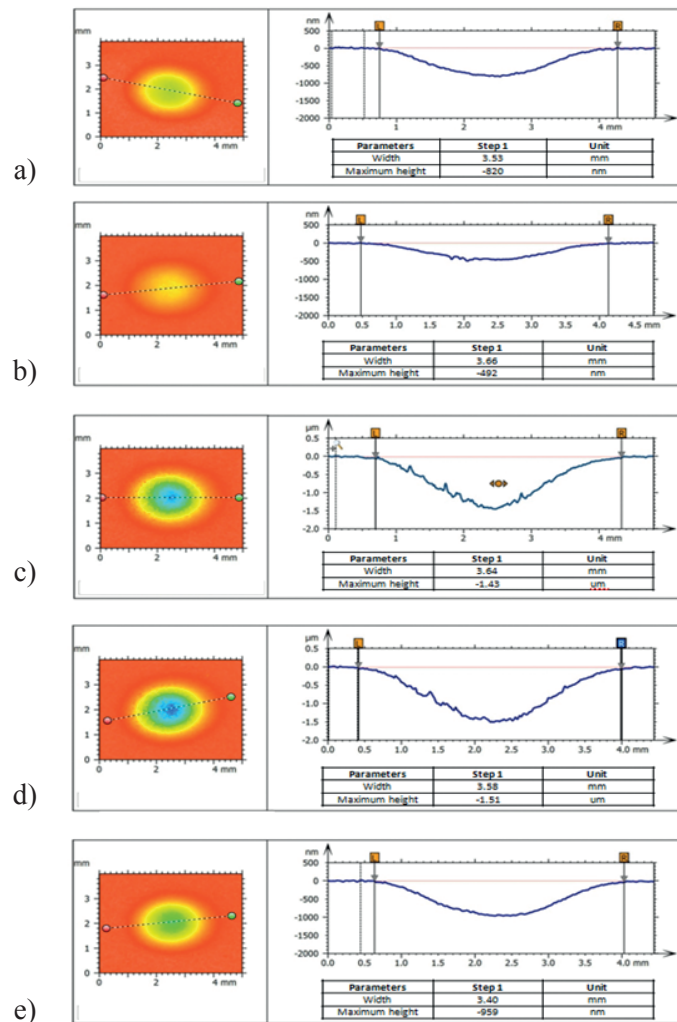 mm
3
2
1
0
0 2 4 mm
nm
500
0
-500
-1000
-1500
-2000
L R
0 1 2 3 4 mm
Parameters Step 1 Unit
Width 3.53 mm
Maximum height -820 nm
a)
mm
3
2
1
0
0 2 4 mm
nm
500
0
-500
-1000
-1500
-2000
L R
0.0 0.5 1.0 1.5 2.0 2.5 3.0 3.5 4.0 4.5 mm
Parameters Step 1 Unit
Width 3.66 mm
Maximum height -492 nm
b)
mm
3
2
1
0
0 2 4 mm
µm
0.5
0.0
-0.5
-1.0
-1.5
-2.0
L R
1 2 3 4 mm
Parameters Step 1 Unit
Width 3.64 mm
Maximum height -1.43 um
c)
mm
3
2
1
0
0 2 4 mm
µm
0.5
0.0
-0.5
-1.0
-1.5
-2.0
L
0.0 0.5 1.0 1.5 2.0 2.5 3.0 3.5 4.0 mm
Parameters Step 1 Unit
Width 3.58 mm
Maximum height -1.51 um
d)
mm
3
2
1
0
0 2 4 mm
nm
500
0
-500
-1000
-1500
-2000
L R
0.0 0.5 1.0 1.5 2.0 2.5 3.0 3.5 4.0 mm
Parameters Step 1 Unit
Width 3.40 mm
Maximum height -959 nm
e)